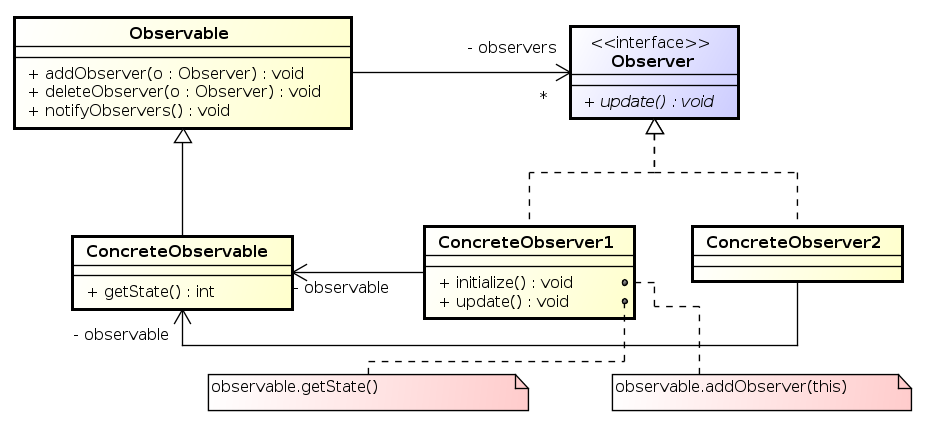 Observable
+ addObserver(o : Observer) : void
+ deleteObserver(o : Observer) : void
+ notifyObservers() : void
- observers
*
<<interface>>
Observer
+ update() : void
ConcreteObservable
+ getState() : int
- observable
ConcreteObserver1
+ initialize() : void
+ update() : void
ConcreteObserver2
- observable
observable.getState()
observable.addObserver(this)